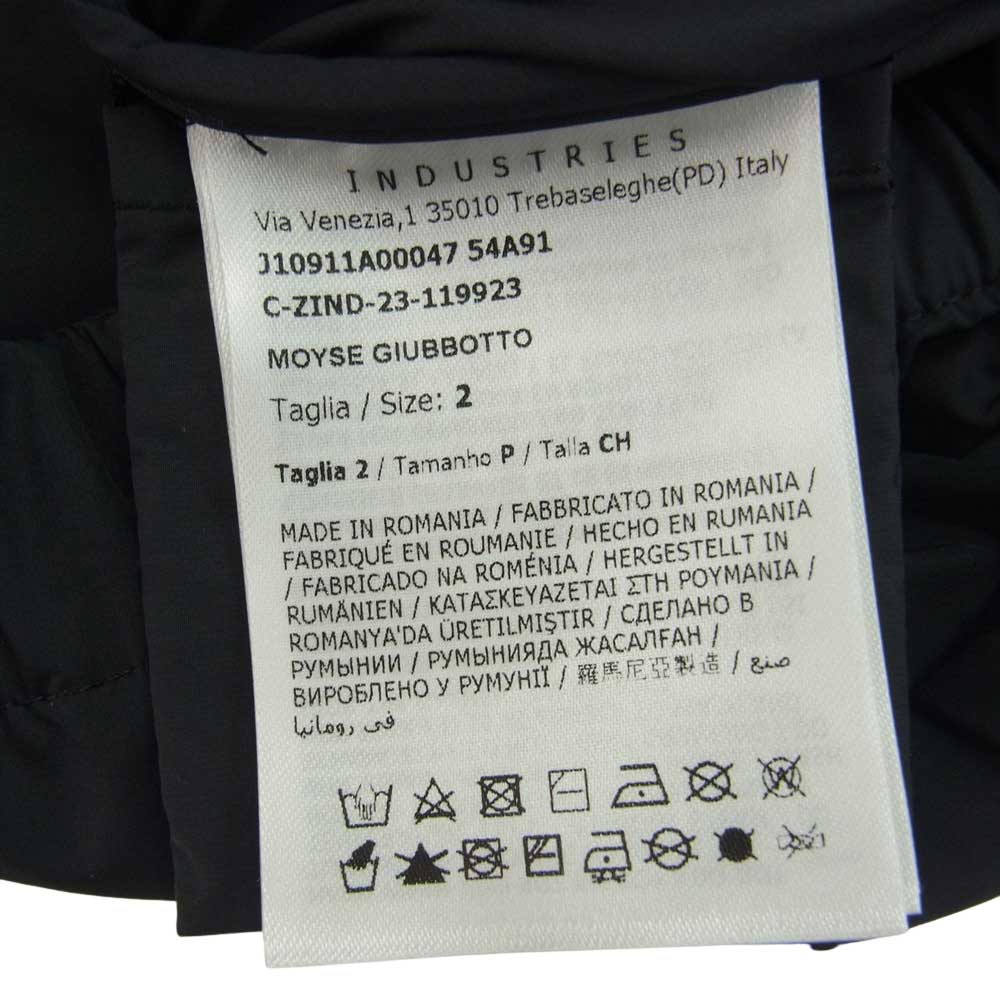 INDUSTRIES
Via Venezia,1 35010 Trebaseleghe(PD) Italy
J10911A00047 54A91
C-ZIND-23-119923
MOYSE GIUBBOTTO
Taglia / Size: 2
Taglia 2 / Tamanho P / Talla CH
MADE IN ROMANIA / FABBRICATO IN ROMANIA /
FABRIQUÉ EN ROUMANIE / HECHO EN RUMANIA
/ FABRICADO NA ROMÉNIA / HERGESTELLT IN
RUMÄNIEN / ΚΑΤΑΣΚΕΥΑΖΕΤΑΙ ΣΤΗ ΡΟΥΜΑΝΙΑ /
ROMANYA'DA ÜRETILMIŞTIR / СДЕЛАНО В
РУМЫНИИ / РУМЫНИЯДА ЖАСАЛҒАН /
ВИРОБЛЕНО У РУМУНІЇ / 羅馬尼亞製造 / صنع
في رومانيا